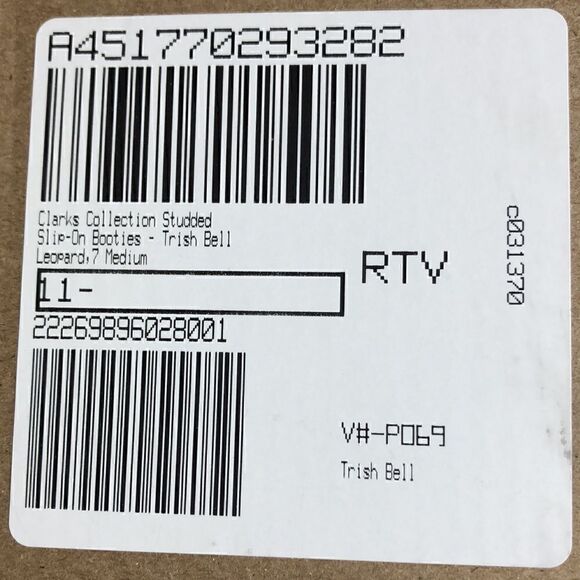 A451770293282
Clarks Collection Studded
Slip-On Booties - Trish Bell
Leopard,7 Medium
RTV
c031370
11-
22269896028001
V#-P069
Trish Bell